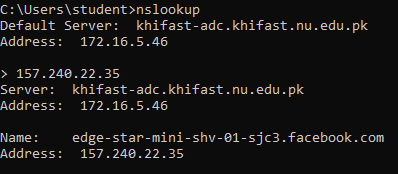 C:\Users\student>nslookup
Default Server:  khifast-adc.khifast.nu.edu.pk
Address:  172.16.5.46
> 157.240.22.35
Server:  khifast-adc.khifast.nu.edu.pk
Address:  172.16.5.46
Name:    edge-star-mini-shv-01-sjc3.facebook.com
Address:  157.240.22.35